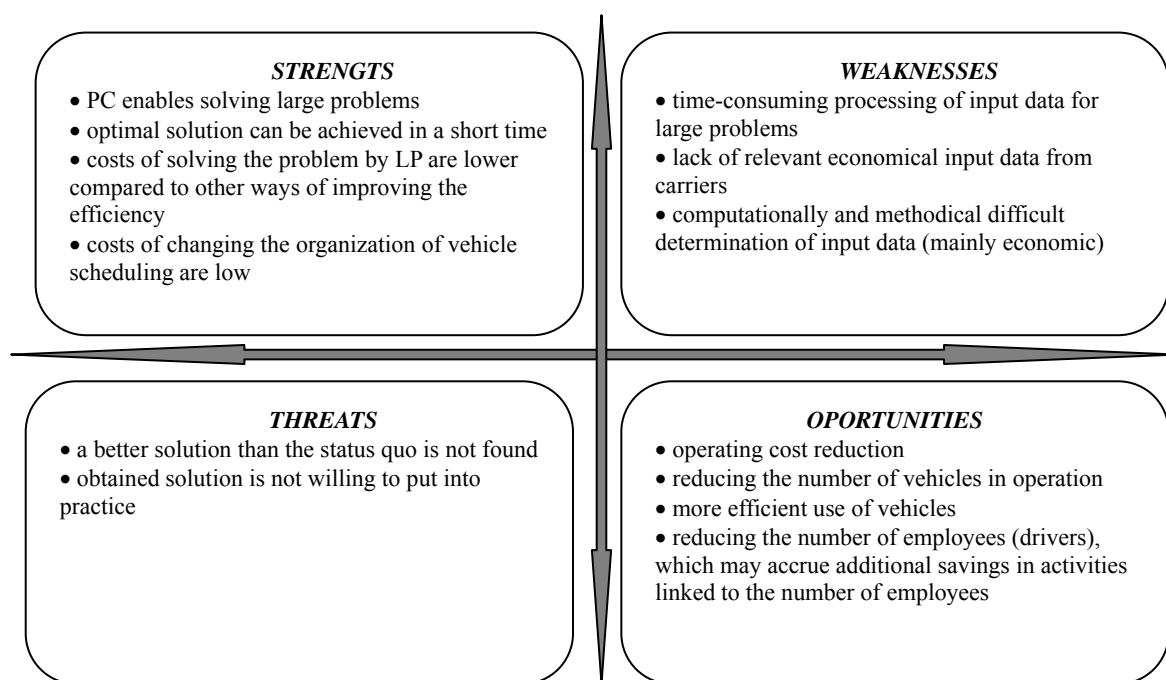 STRENGTS
• PC enables solving large problems
• optimal solution can be achieved in a short time
• costs of solving the problem by LP are lower
compared to other ways of improving the
efficiency
• costs of changing the organization of vehicle
scheduling are low
WEAKNESSES
• time-consuming processing of input data for
large problems
• lack of relevant economical input data from
carriers
• computationally and methodical difficult
determination of input data (mainly economic)
THREATS
• a better solution than the status quo is not found
• obtained solution is not willing to put into
practice
OPORTUNITIES
• operating cost reduction
• reducing the number of vehicles in operation
• more efficient use of vehicles
• reducing the number of employees (drivers),
which may accrue additional savings in activities
linked to the number of employees